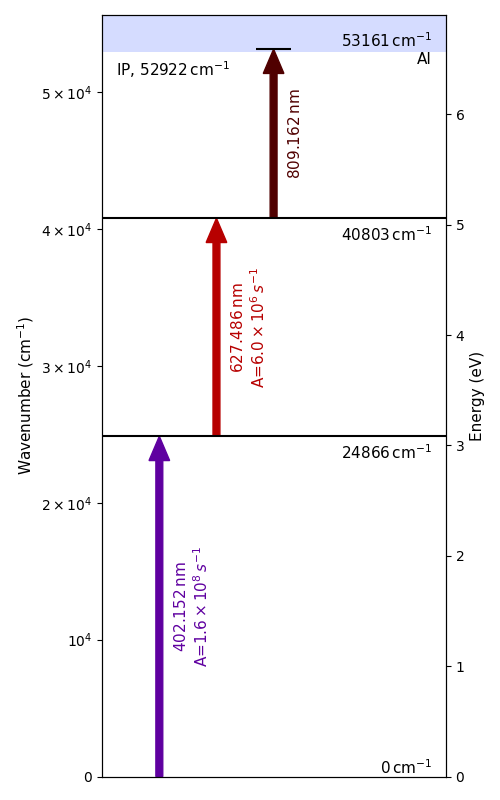 53161 cm⁻¹
AI
IP, 52922 cm⁻¹
809.162 nm
40803 cm⁻¹
627.486 nm
A=6.0 × 10⁶ s⁻¹
24866 cm⁻¹
402.152 nm
A=1.6 × 10⁸ s⁻¹
0 cm⁻¹
Wavenumber (cm⁻¹)
5 × 10⁴
4 × 10⁴
3 × 10⁴
2 × 10⁴
10⁴
0
Energy (eV)
6
5
4
3
2
1
0